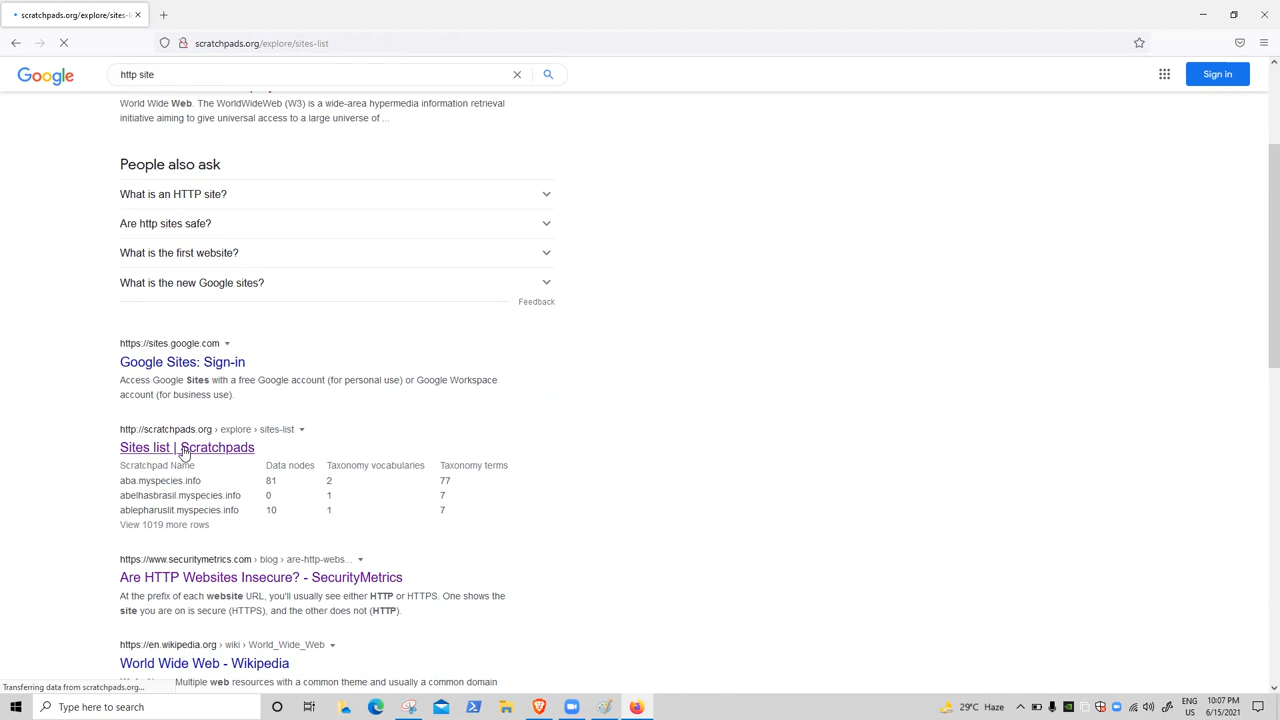 scratchpads.org/explore/sites-l
scratchpads.org/explore/sites-list
Google
http site
Sign in
World Wide Web. The WorldWideWeb (W3) is a wide-area hypermedia information retrieval
initiative aiming to give universal access to a large universe of ...
People also ask
What is an HTTP site?
Are http sites safe?
What is the first website?
What is the new Google sites?
Feedback
https://sites.google.com
Google Sites: Sign-in
Access Google Sites with a free Google account (for personal use) or Google Workspace
account (for business use).
http://scratchpads.org › explore › sites-list
Sites list | Scratchpads
Scratchpad Name Data nodes Taxonomy vocabularies Taxonomy terms
aba.myspecies.info 81 2 77
abelhasbrasil.myspecies.info 0 1 7
ablepharuslit.myspecies.info 10 1 7
View 1019 more rows
https://www.securitymetrics.com › blog › are-http-webs...
Are HTTP Websites Insecure? - SecurityMetrics
At the prefix of each website URL, you'll usually see either HTTP or HTTPS. One shows the
site you are on is secure (HTTPS), and the other does not (HTTP).
https://en.wikipedia.org › wiki › World_Wide_Web
World Wide Web - Wikipedia
Multiple web resources with a common theme and usually a common domain
Transferring data from scratchpads.org...
Type here to search
29°C Haze
ENG
US
10:07 PM
6/15/2021